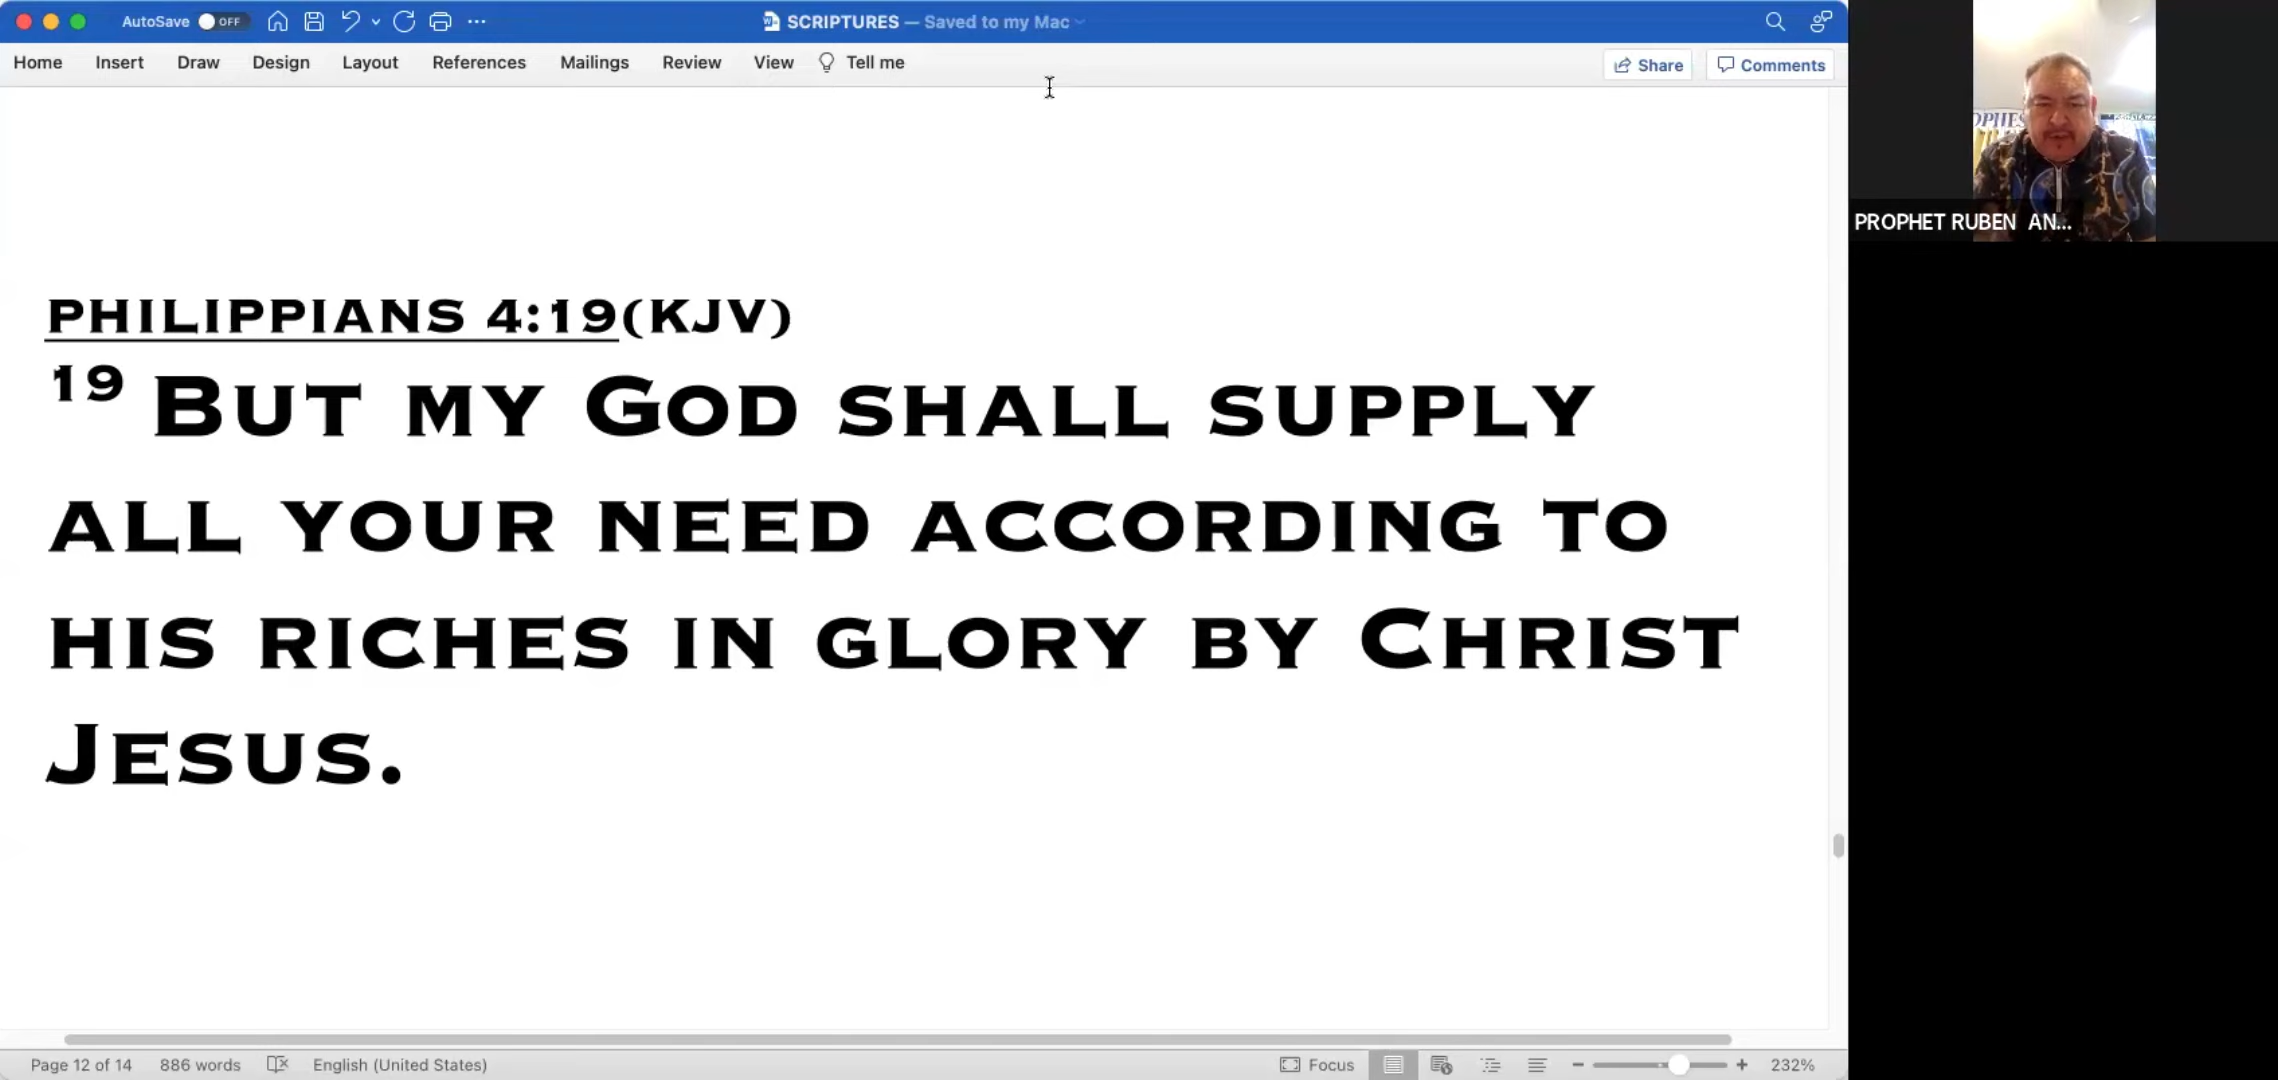 AutoSave OFF
SCRIPTURES — Saved to my Mac
Home Insert Draw Design Layout References Mailings Review View Tell me
Share Comments
PROPHET RUBEN AN...
PHILIPPIANS 4:19(KJV)
19 But my God shall supply
all your need according to
his riches in glory by Christ
Jesus.
Page 12 of 14 886 words English (United States) Focus 232%